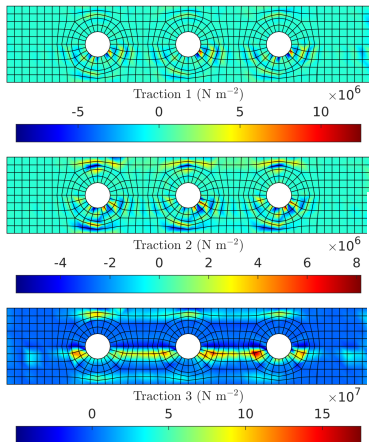 Traction 1 (N m⁻²) ×10⁶
-5 0 5 10
Traction 2 (N m⁻²) ×10⁶
-4 -2 0 2 4 6 8
Traction 3 (N m⁻²) ×10⁷
0 5 10 15